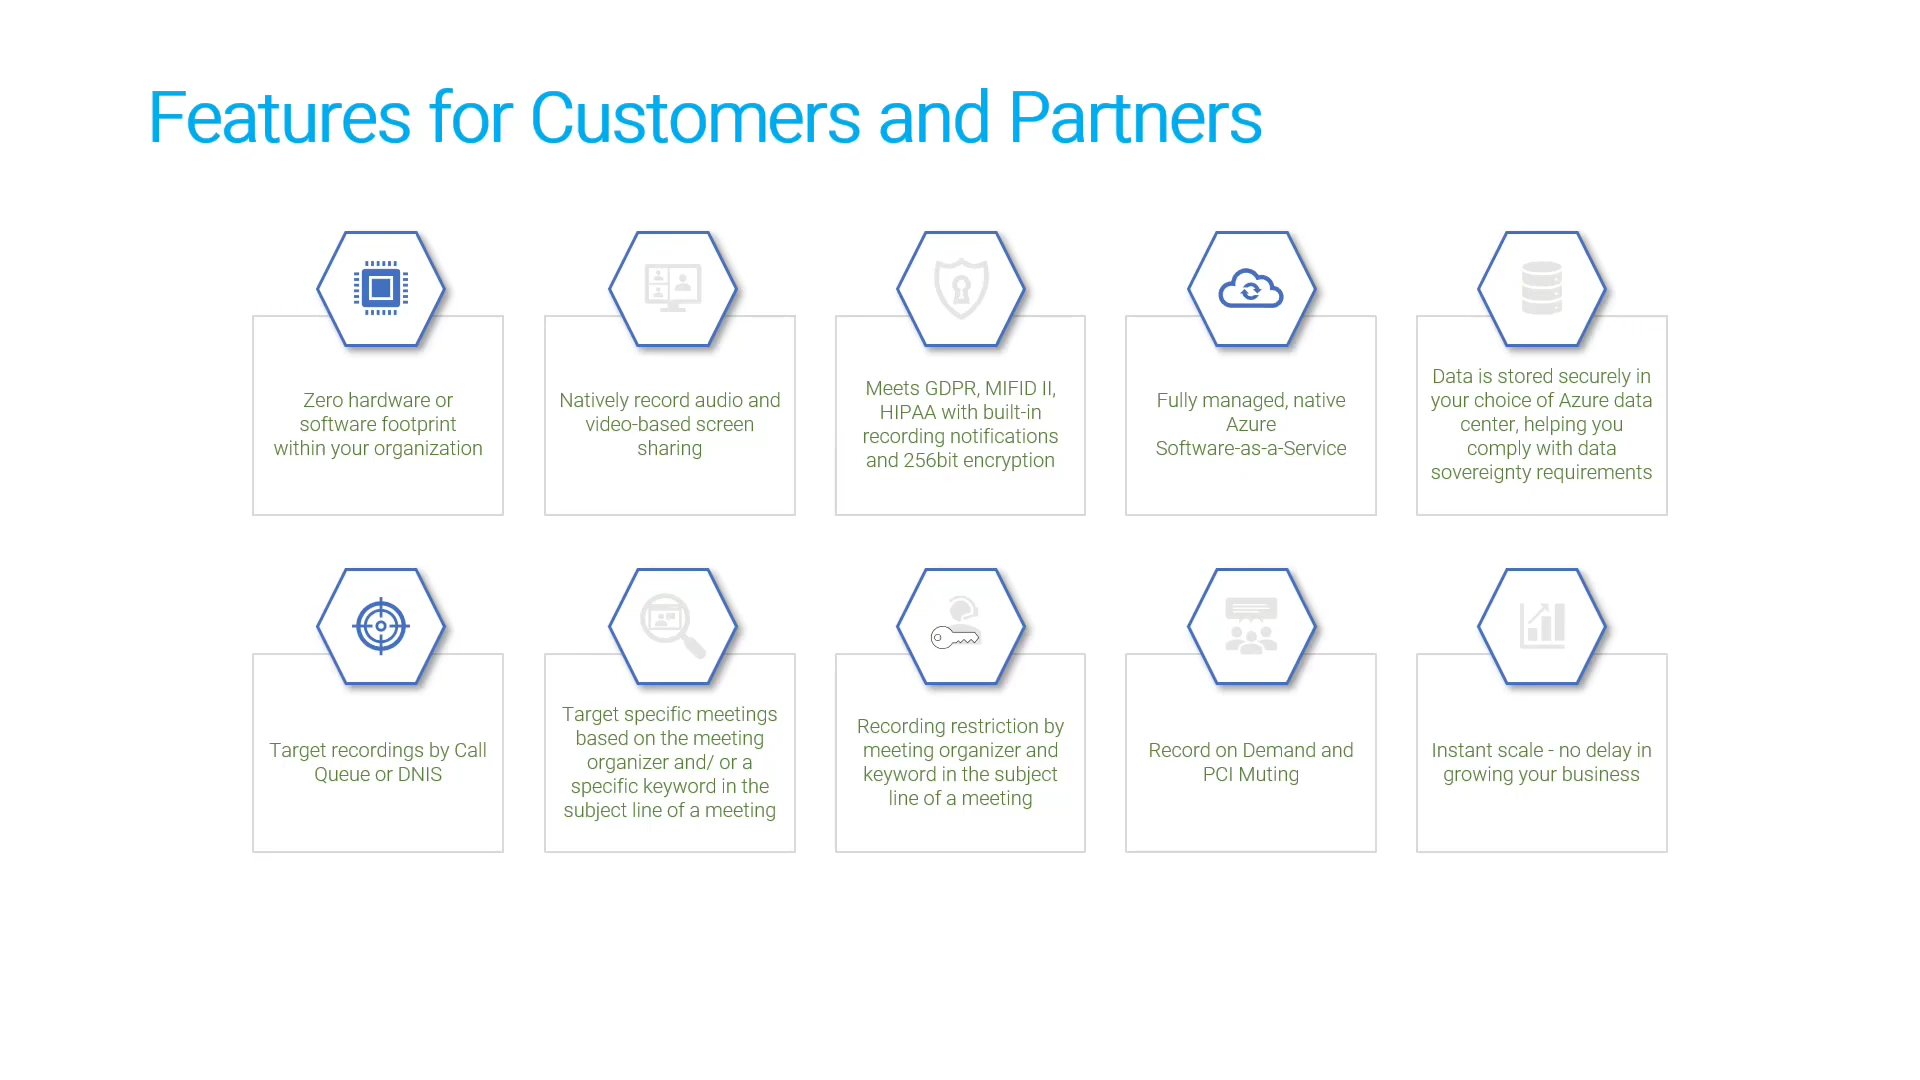 Features for Customers and Partners
Zero hardware or
software footprint
within your organization
Natively record audio and
video-based screen
sharing
Meets GDPR, MIFID II,
HIPAA with built-in
recording notifications
and 256bit encryption
Fully managed, native
Azure
Software-as-a-Service
Data is stored securely in
your choice of Azure data
center, helping you
comply with data
sovereignty requirements
Target recordings by Call
Queue or DNIS
Target specific meetings
based on the meeting
organizer and/ or a
specific keyword in the
subject line of a meeting
Recording restriction by
meeting organizer and
keyword in the subject
line of a meeting
Record on Demand and
PCI Muting
Instant scale - no delay in
growing your business